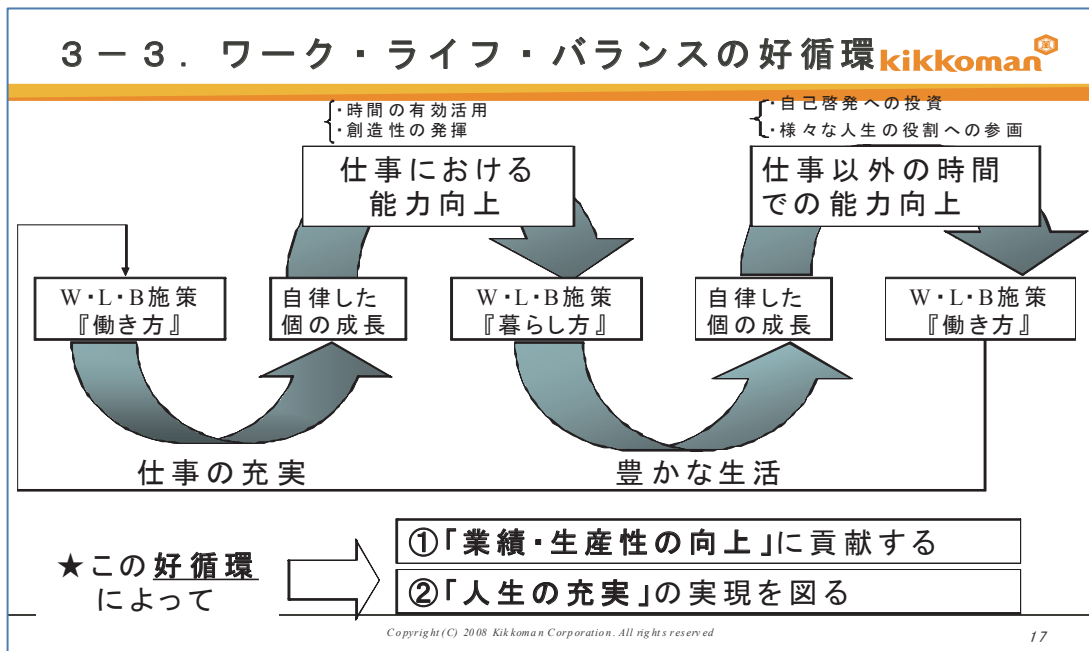 ３－３．ワーク・ライフ・バランスの好循環
kikkoman
・時間の有効活用
・創造性の発揮
・自己啓発への投資
・様々な人生の役割への参画
仕事における
能力向上
仕事以外の時間
での能力向上
W・L・B施策
『働き方』
自律した
個の成長
W・L・B施策
『暮らし方』
自律した
個の成長
W・L・B施策
『働き方』
仕事の充実
豊かな生活
★この好循環
によって
①「業績・生産性の向上」に貢献する
②「人生の充実」の実現を図る
Copyright (C) 2008 Kikkoman Corporation. All rights reserved
17